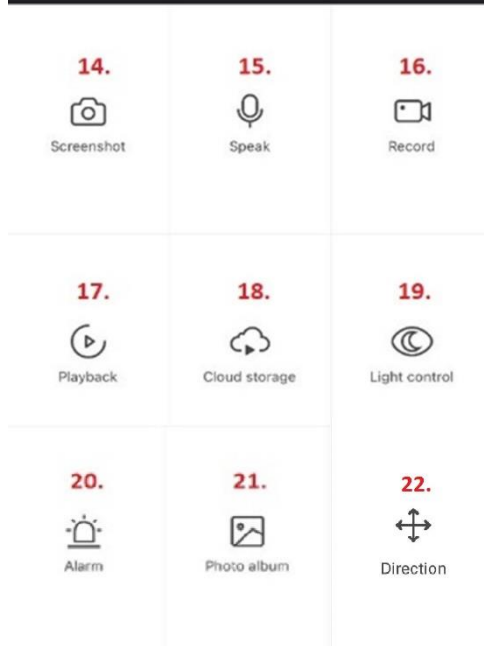 14. 15. 16.
Screenshot Speak Record
17. 18. 19.
Playback Cloud storage Light control
20. 21. 22.
Alarm Photo album Direction